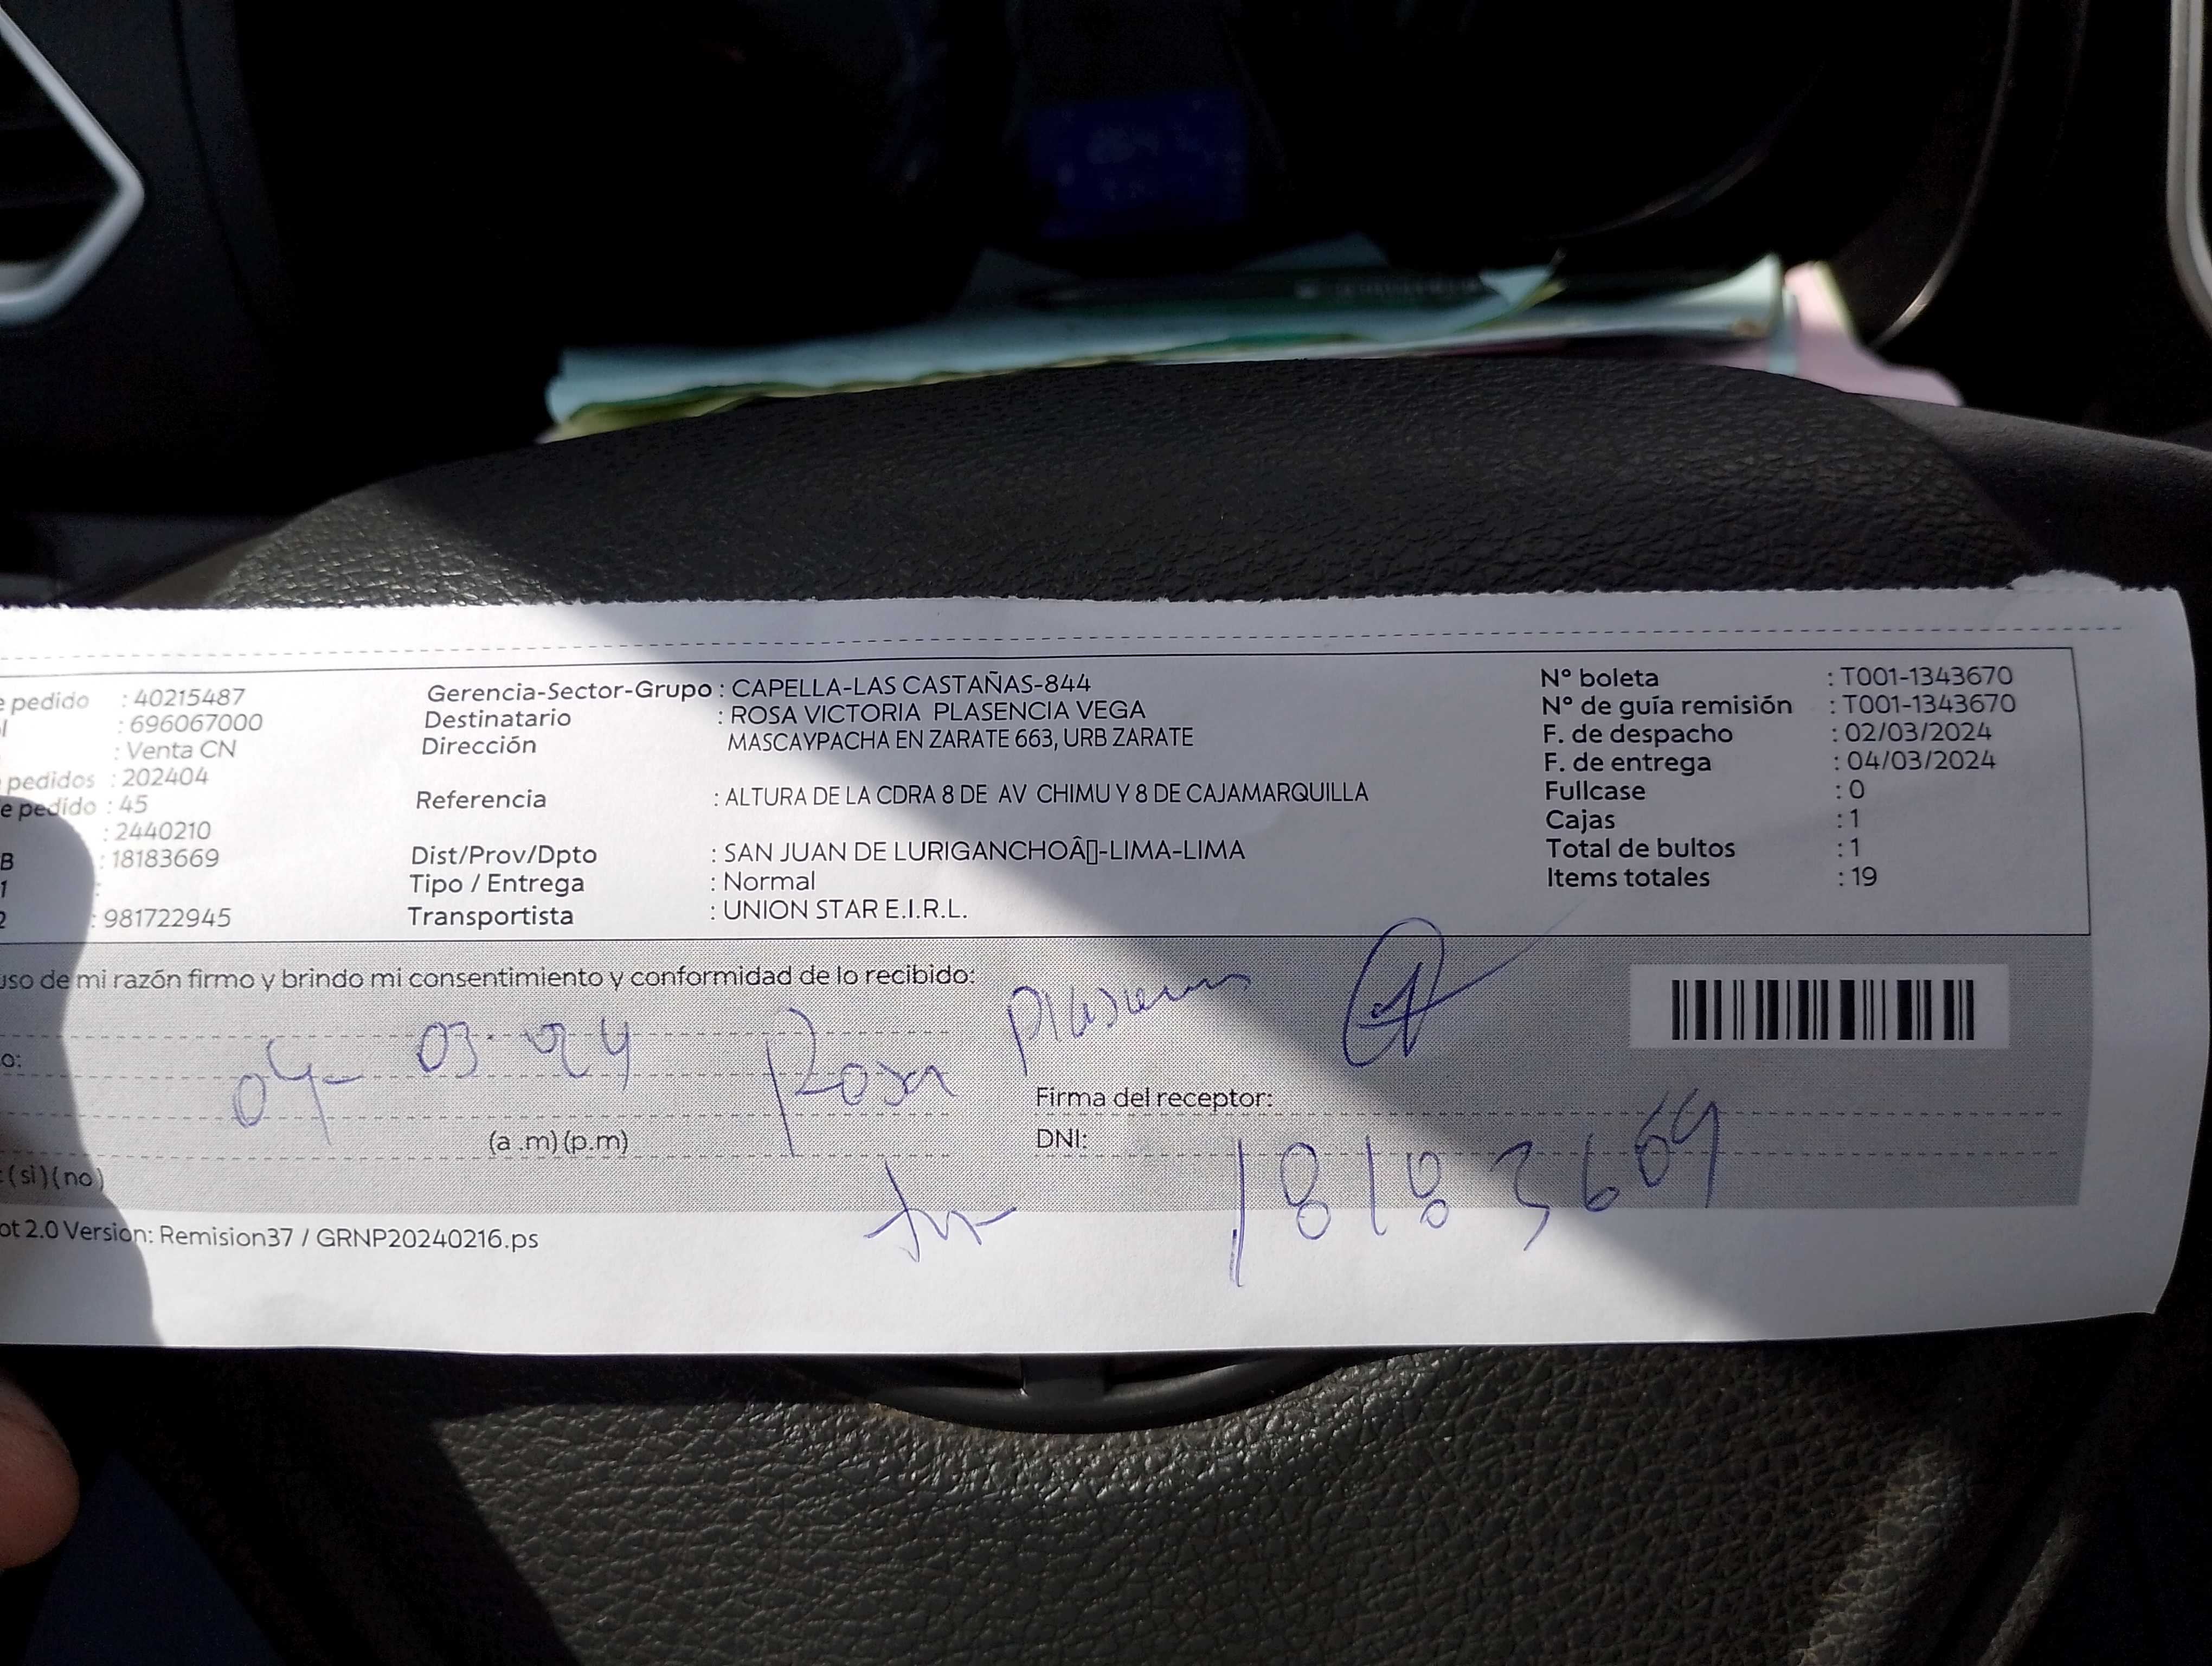 e pedido : 40215487
l : 696067000
: Venta CN
pedidos : 202404
e pedido : 45
: 2440210
B : 18183669
1 :
2 : 981722945
Gerencia-Sector-Grupo : CAPELLA-LAS CASTAÑAS-844
Destinatario : ROSA VICTORIA PLASENCIA VEGA
Dirección MASCAYPACHA EN ZARATE 663, URB ZARATE
Referencia : ALTURA DE LA CDRA 8 DE AV CHIMU Y 8 DE CAJAMARQUILLA
Dist/Prov/Dpto : SAN JUAN DE LURIGANCHOÂ▯-LIMA-LIMA
Tipo / Entrega : Normal
Transportista : UNION STAR E.I.R.L.
N° boleta : T001-1343670
N° de guía remisión : T001-1343670
F. de despacho : 02/03/2024
F. de entrega : 04/03/2024
Fullcase : 0
Cajas : 1
Total de bultos : 1
Items totales : 19
uso de mi razón firmo y brindo mi consentimiento y conformidad de lo recibido:
o: 04-03-24 Rosa
Firma del receptor:
(a .m) (p.m)
DNI: 18183669
: (si) (no)
ot 2.0 Version: Remision37 / GRNP20240216.ps